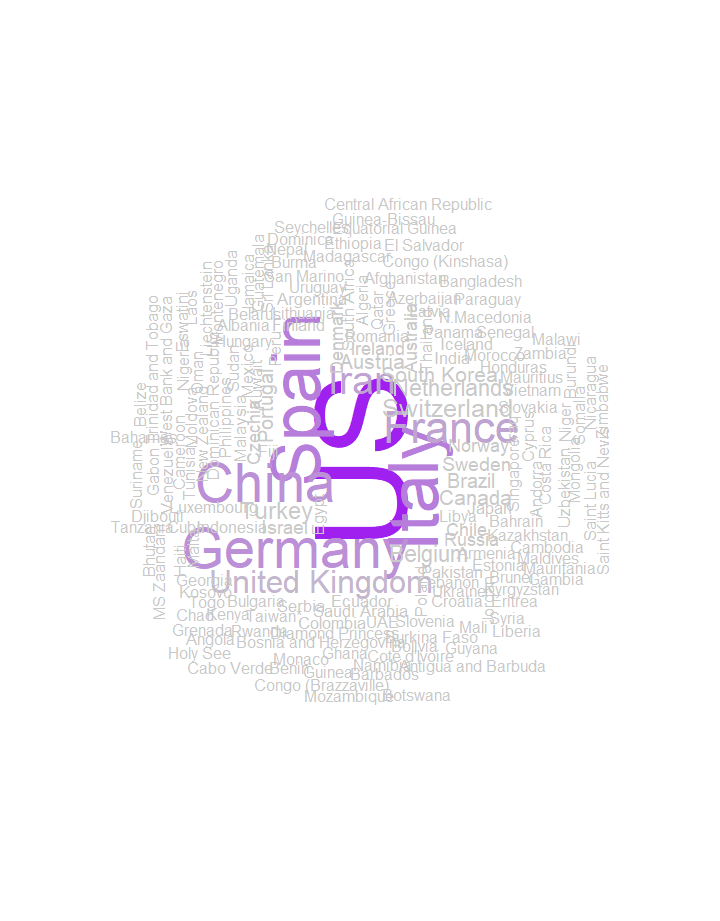 Central African Republic
Guinea-Bissau
Seychelles
Equatorial Guinea
Dominica
Ethiopia
El Salvador
Nepal
Madagascar
Burma
Congo (Kinshasa)
San Marino
Afghanistan
Bangladesh
Uruguay
Argentina
Azerbaijan
Paraguay
Belarus
Lithuania
Latvia
N.Macedonia
Albania
Finland
Romania
Panama
Senegal
Hungary
Ireland
Iceland
Malawi
Austria
India
Morocco
Zambia
Honduras
Iran
South Korea
Mauritius
Netherlands
Vietnam
Switzerland
Slovakia
France
Bahamas
Fiji
Norway
Sweden
China
Brazil
Canada
Luxembourg
Turkey
Japan
Djibouti
Libya
Bahrain
Tanzania
Cuba
Indonesia
Israel
Chile
Kazakhstan
Russia
Germany
Belgium
Armenia
Cambodia
Maldives
Estonia
Mauritania
Pakistan
Brunei
Georgia
United Kingdom
Lebanon
Gambia
Kosovo
Ukraine
Kyrgyzstan
Togo
Bulgaria
Serbia
Ecuador
Croatia
Eritrea
Chad
Kenya
Taiwan*
Saudi Arabia
Colombia
UAE
Slovenia
Syria
Grenada
Rwanda
Diamond Princess
Mali
Liberia
Angola
Bosnia and Herzegovina
Burkina Faso
Bolivia
Guyana
Holy See
Monaco
Ghana
Cote d'Ivoire
Cabo Verde
Benin
Guinea
Namibia
Antigua and Barbuda
Barbados
Congo (Brazzaville)
Mozambique
Botswana
Suriname
Belize
Bhutan
Gabon
Trinidad and Tobago
MS Zaandam
Venezuela
West Bank and Gaza
Haiti
Cameroon
Nigeria
Eswatini
Tunisia
Moldova
Laos
Malta
Oman
New Zealand
Liechtenstein
Dominican Republic
Montenegro
Philippines
Sudan
Uganda
Malaysia
Mexico
Jamaica
Czechia
Kuwait
Guatemala
Portugal
Sri Lanka
Peru
Spain
Egypt
US
Denmark
South Africa
Algeria
Qatar
Greece
Italy
Australia
Poland
Thailand
Singapore
Cyprus
Andorra
Costa Rica
Uzbekistan
Niger
Burundi
Mongolia
Somalia
Saint Lucia
Nicaragua
Saint Kitts and Nevis
Zimbabwe